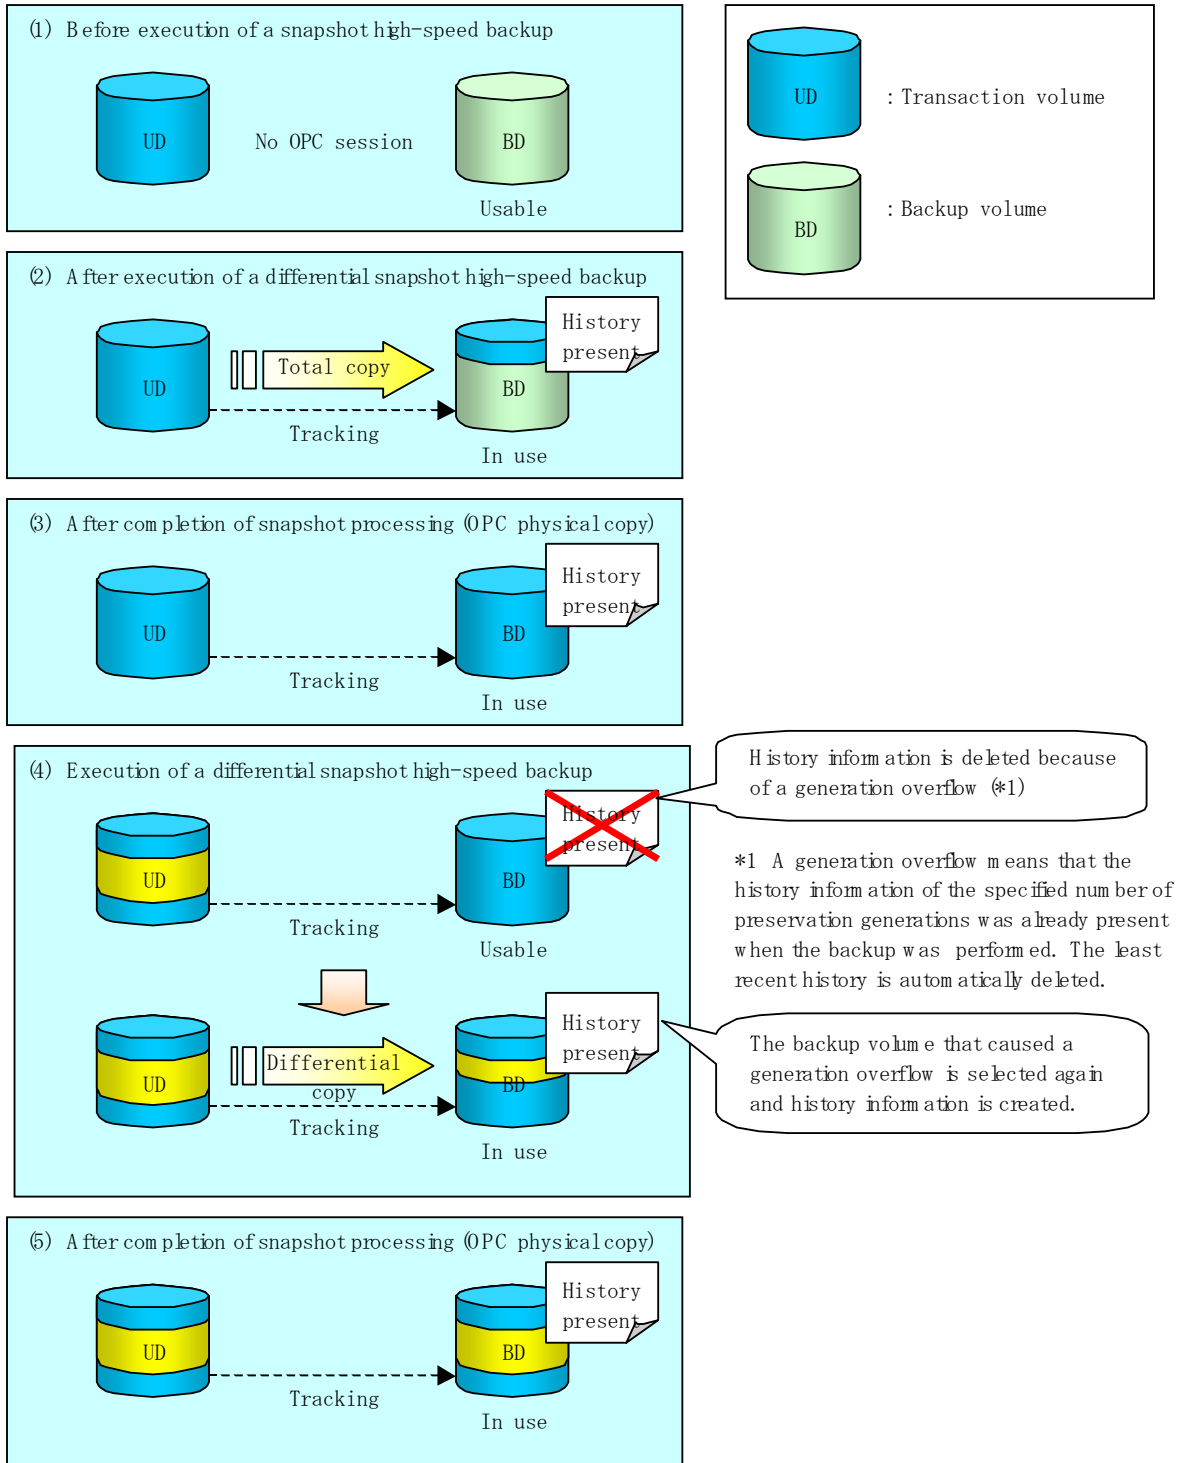 (1) Before execution of a snapshot high-speed backup
UD
No OPC session
BD
Usable
UD
: Transaction volume
BD
: Backup volume
(2) After execution of a differential snapshot high-speed backup
History
present
Total copy
UD
BD
Tracking
In use
(3) After completion of snapshot processing (OPC physical copy)
History
present
UD
BD
Tracking
In use
(4) Execution of a differential snapshot high-speed backup
History
present
UD
BD
Tracking
Usable
History information is deleted because
of a generation overflow (*1)
*1 A generation overflow means that the
history information of the specified number of
preservation generations was already present
when the backup was performed. The least
recent history is automatically deleted.
History
present
Differential
copy
UD
BD
Tracking
In use
The backup volume that caused a
generation overflow is selected again
and history information is created.
(5) After completion of snapshot processing (OPC physical copy)
History
present
UD
BD
Tracking
In use